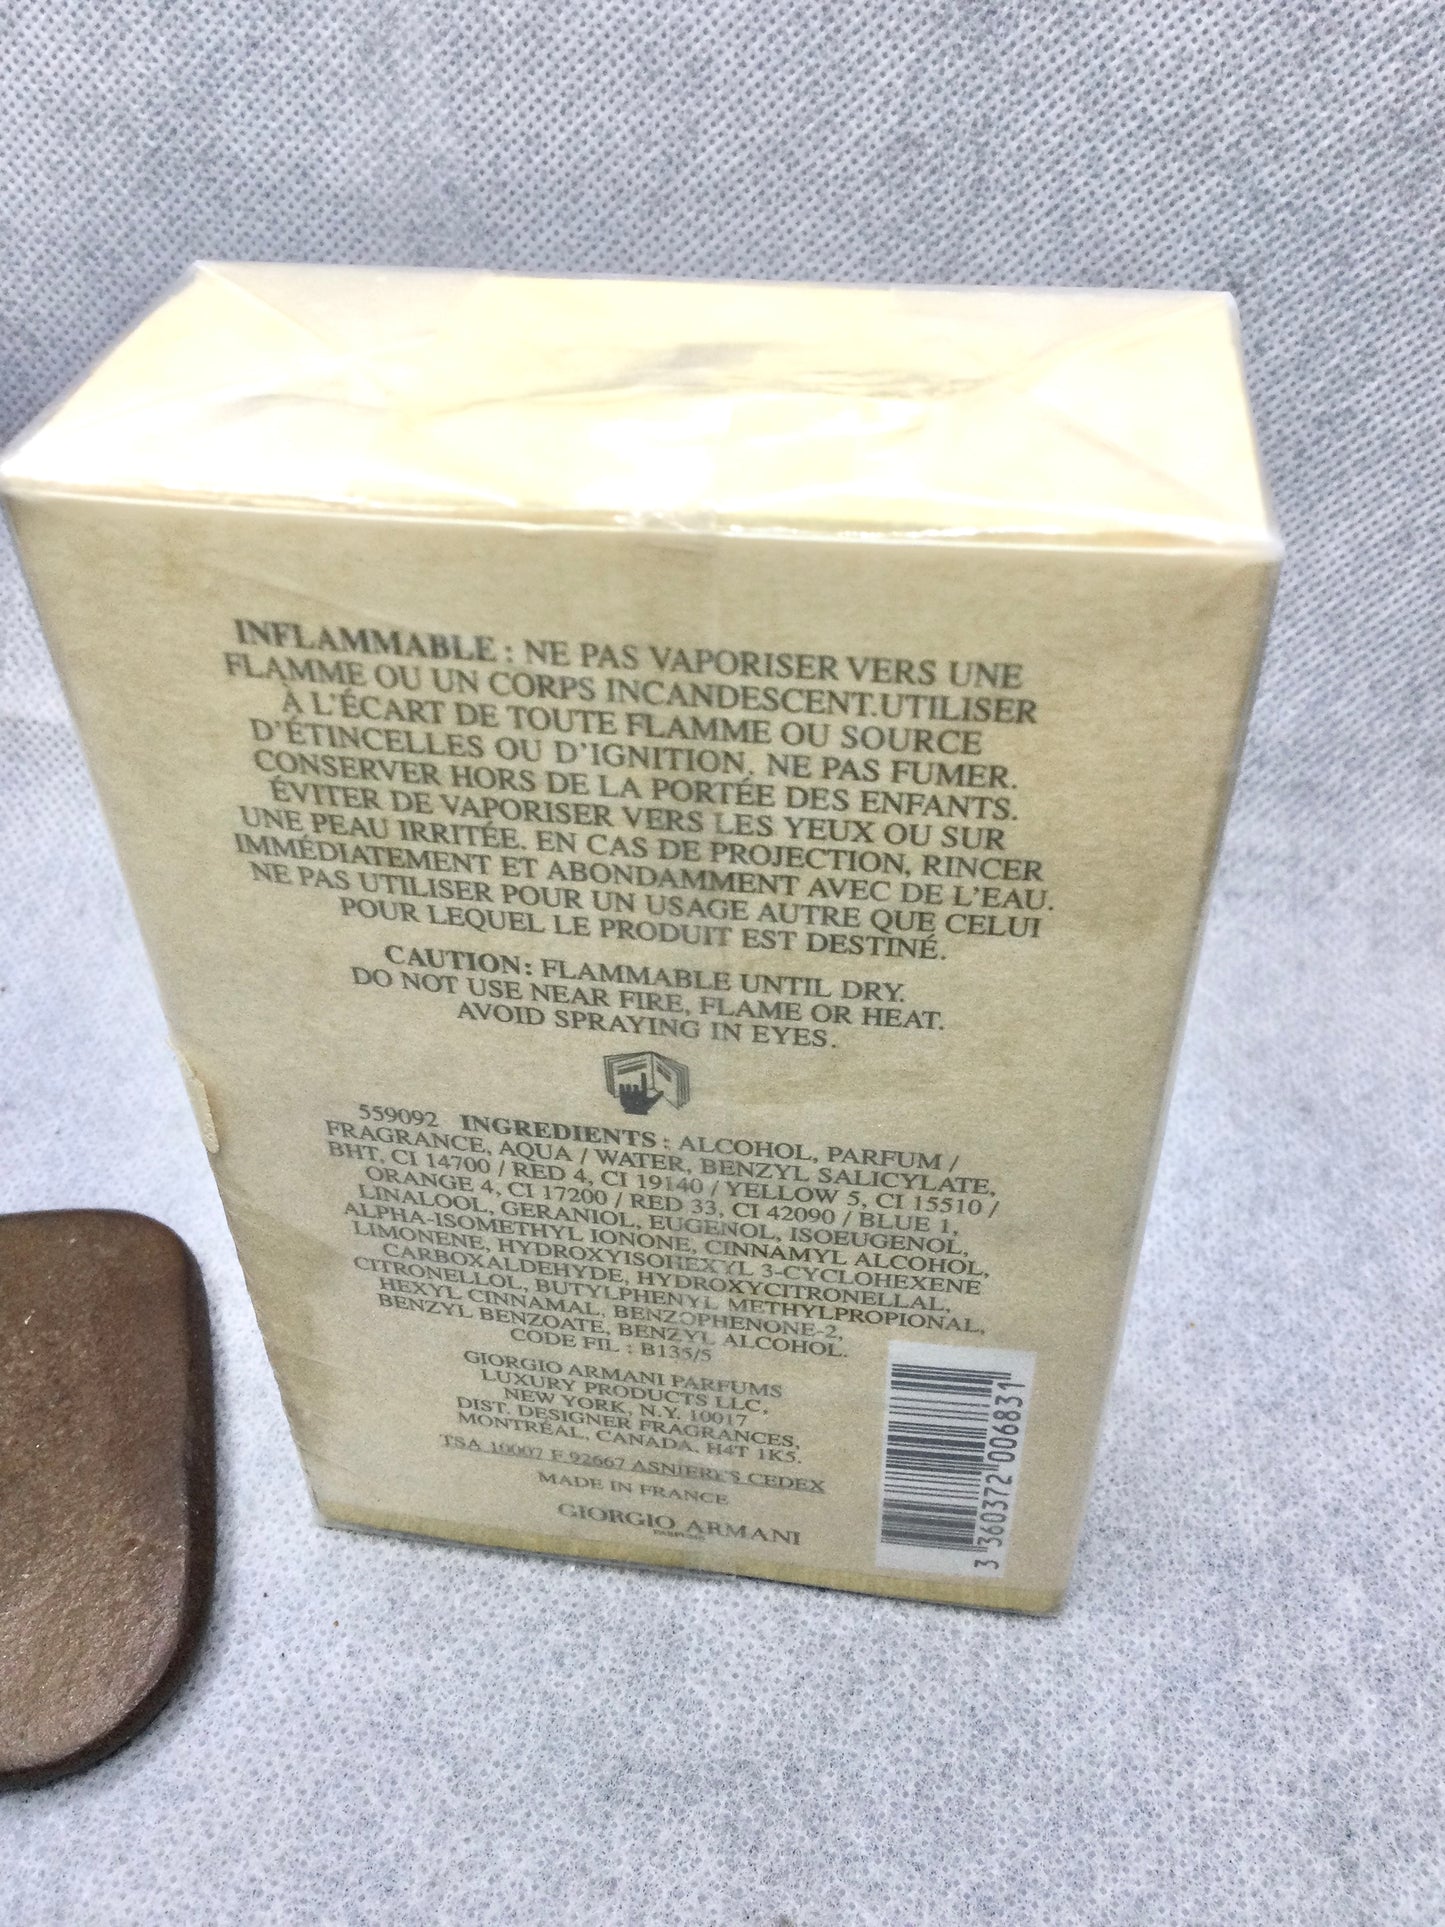 INFLAMMABLE : NE PAS VAPORISER VERS UNE
FLAMME OU UN CORPS INCANDESCENT.UTILISER
À L'ÉCART DE TOUTE FLAMME OU SOURCE
D'ÉTINCELLES OU D'IGNITION. NE PAS FUMER.
CONSERVER HORS DE LA PORTÉE DES ENFANTS.
ÉVITER DE VAPORISER VERS LES YEUX OU SUR
UNE PEAU IRRITÉE. EN CAS DE PROJECTION, RINCER
IMMÉDIATEMENT ET ABONDAMMENT AVEC DE L'EAU.
NE PAS UTILISER POUR UN USAGE AUTRE QUE CELUI
POUR LEQUEL LE PRODUIT EST DESTINÉ.
CAUTION: FLAMMABLE UNTIL DRY.
DO NOT USE NEAR FIRE, FLAME OR HEAT.
AVOID SPRAYING IN EYES.
559092 INGREDIENTS : ALCOHOL, PARFUM /
FRAGRANCE, AQUA / WATER, BENZYL SALICYLATE,
BHT, CI 14700 / RED 4, CI 19140 / YELLOW 5, CI 15510 /
ORANGE 4, CI 17200 / RED 33, CI 42090 / BLUE 1,
LINALOOL, GERANIOL, EUGENOL, ISOEUGENOL,
ALPHA-ISOMETHYL IONONE, CINNAMYL ALCOHOL,
LIMONENE, HYDROXYISOHEXYL 3-CYCLOHEXENE
CARBOXALDEHYDE, HYDROXYCITRONELLAL,
CITRONELLOL, BUTYLPHENYL METHYLPROPIONAL,
HEXYL CINNAMAL, BENZOPHENONE-2,
BENZYL BENZOATE, BENZYL ALCOHOL.
CODE FIL : B135/5
GIORGIO ARMANI PARFUMS
LUXURY PRODUCTS LLC,
NEW YORK, N.Y. 10017
DIST. DESIGNER FRAGRANCES,
MONTRÉAL, CANADA, H4T 1K5.
TSA 10007 F 92667 ASNIERES CEDEX
MADE IN FRANCE
GIORGIO ARMANI
PARFUMS
3 360372 006831